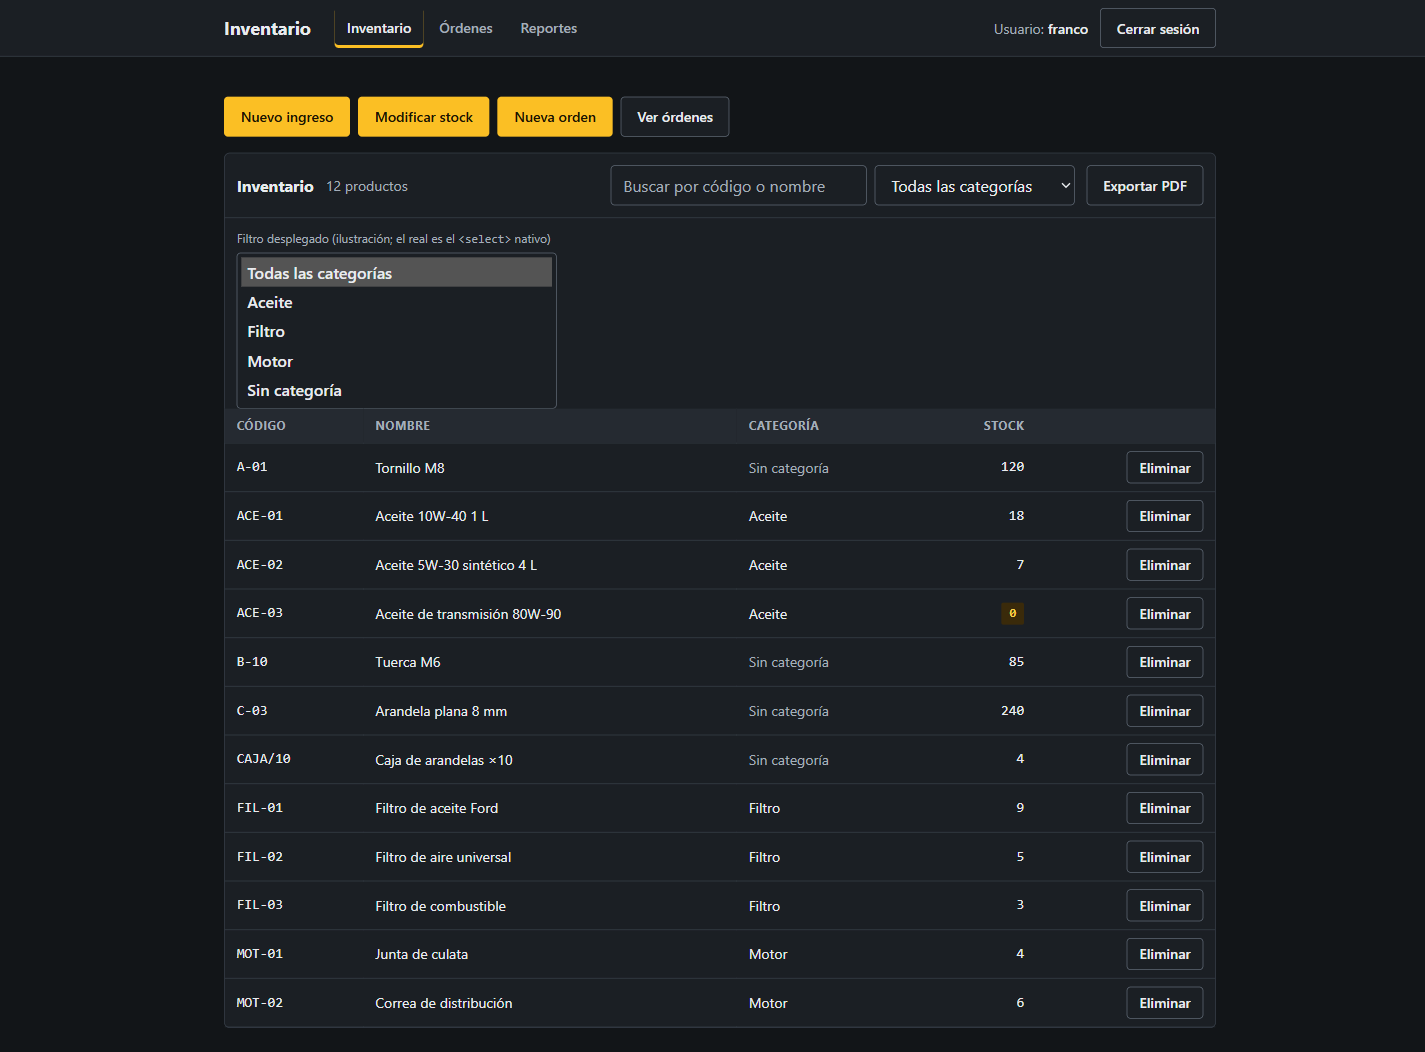 Inventario Inventario Órdenes Reportes Usuario: franco Cerrar sesión
Nuevo ingreso Modificar stock Nueva orden Ver órdenes
Inventario 12 productos Buscar por código o nombre Todas las categorías Exportar PDF
Filtro desplegado (ilustración; el real es el <select> nativo)
Todas las categorías
Aceite
Filtro
Motor
Sin categoría
CÓDIGO NOMBRE CATEGORÍA STOCK
A-01 Tornillo M8 Sin categoría 120 Eliminar
ACE-01 Aceite 10W-40 1 L Aceite 18 Eliminar
ACE-02 Aceite 5W-30 sintético 4 L Aceite 7 Eliminar
ACE-03 Aceite de transmisión 80W-90 Aceite 0 Eliminar
B-10 Tuerca M6 Sin categoría 85 Eliminar
C-03 Arandela plana 8 mm Sin categoría 240 Eliminar
CAJA/10 Caja de arandelas ×10 Sin categoría 4 Eliminar
FIL-01 Filtro de aceite Ford Filtro 9 Eliminar
FIL-02 Filtro de aire universal Filtro 5 Eliminar
FIL-03 Filtro de combustible Filtro 3 Eliminar
MOT-01 Junta de culata Motor 4 Eliminar
MOT-02 Correa de distribución Motor 6 Eliminar